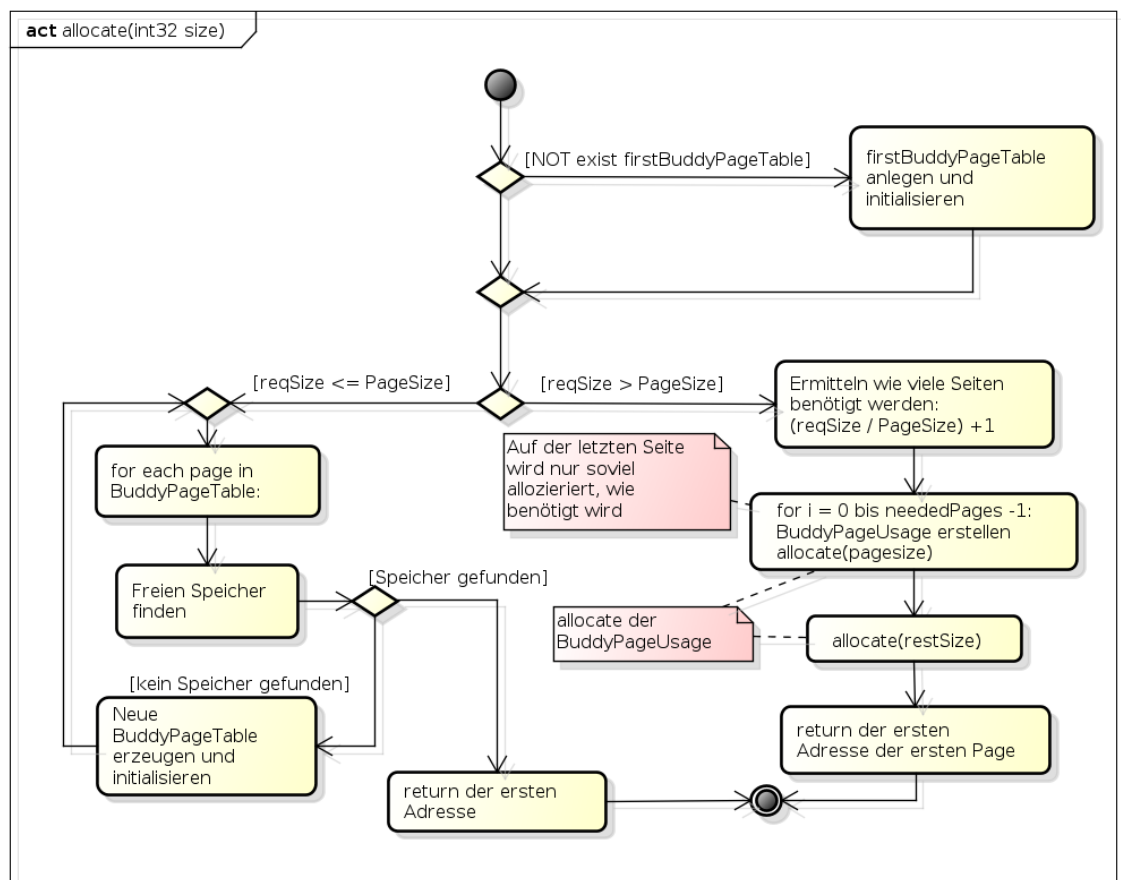 act allocate(int32 size)
[NOT exist firstBuddyPageTable]
firstBuddyPageTable
anlegen und
initialisieren
[reqSize <= PageSize]
[reqSize > PageSize]
Ermitteln wie viele Seiten
benötigt werden:
(reqSize / PageSize) +1
for each page in
BuddyPageTable:
Auf der letzten Seite
wird nur soviel
allozieriert, wie
benötigt wird
for i = 0 bis neededPages -1:
BuddyPageUsage erstellen
allocate(pagesize)
Freien Speicher
finden
[Speicher gefunden]
allocate der
BuddyPageUsage
allocate(restSize)
[kein Speicher gefunden]
Neue
BuddyPageTable
erzeugen und
initialisieren
return der ersten
Adresse der ersten Page
return der ersten
Adresse